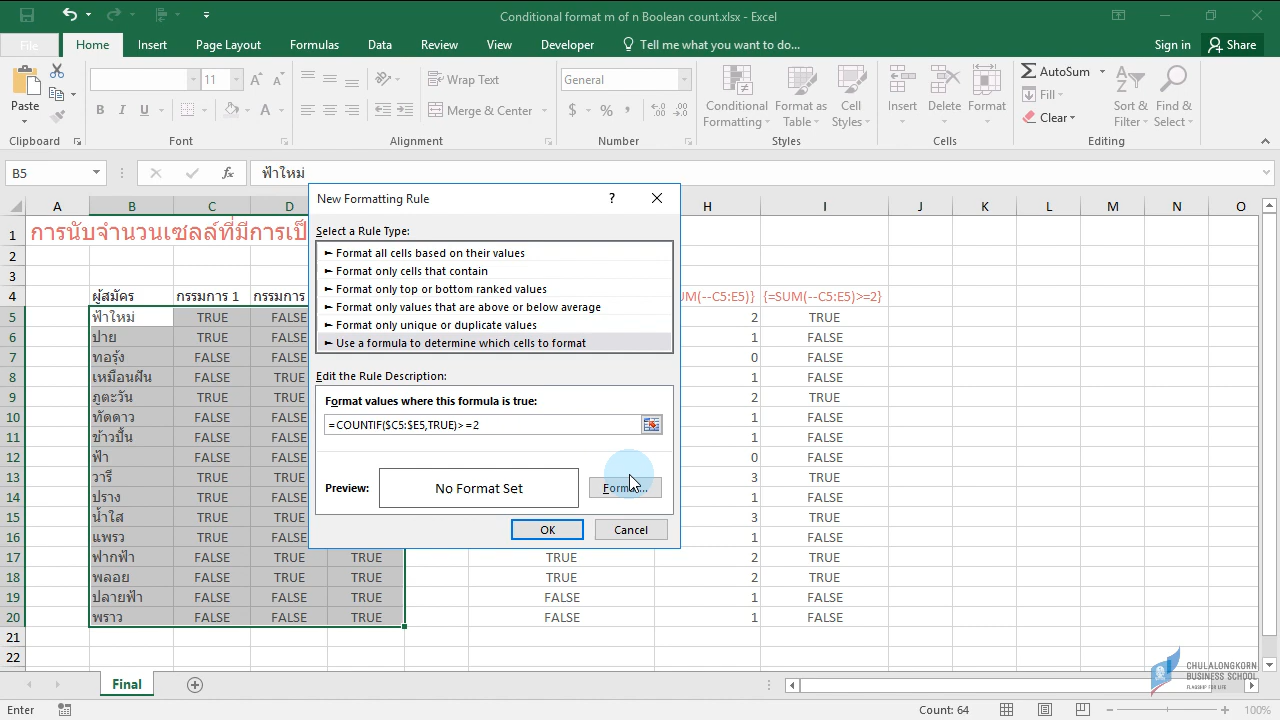 Conditional format m of n Boolean count.xlsx - Excel
File Home Insert Page Layout Formulas Data Review View Developer Tell me what you want to do... Sign in Share
Paste
11
B I U A
Wrap Text
Merge & Center
General
$ % ,
Conditional Formatting
Format as Table
Cell Styles
Insert Delete Format
AutoSum
Fill
Clear
Sort & Filter
Find & Select
Clipboard Font Alignment Number Styles Cells Editing
B5 fx ฟ้าใหม่
A B C D H I J K L M N O
1 การนับจำนวนเซลล์ที่มีการเป็
2
3
4 ผู้สมัคร กรรมการ 1 กรรมการ UM(--C5:E5)} {=SUM(--C5:E5)>=2}
5 ฟ้าใหม่ TRUE FALSE 2 TRUE
6 ปาย TRUE FALSE 1 FALSE
7 ทอรุ้ง FALSE FALSE 0 FALSE
8 เหมือนฝัน FALSE TRUE 1 FALSE
9 ภูตะวัน TRUE TRUE 2 TRUE
10 ทัดดาว FALSE FALSE 1 FALSE
11 ข้าวปั้น FALSE FALSE 1 FALSE
12 ฟ้า FALSE FALSE 0 FALSE
13 วารี TRUE TRUE 3 TRUE
14 ปราง TRUE FALSE 1 FALSE
15 น้ำใส TRUE TRUE 3 TRUE
16 แพรว TRUE FALSE 1 FALSE
17 ฟากฟ้า FALSE TRUE TRUE TRUE 2 TRUE
18 พลอย FALSE TRUE TRUE TRUE 2 TRUE
19 ปลายฟ้า FALSE FALSE TRUE FALSE 1 FALSE
20 พราว FALSE FALSE TRUE FALSE 1 FALSE
21
22
New Formatting Rule ?
Select a Rule Type:
► Format all cells based on their values
► Format only cells that contain
► Format only top or bottom ranked values
► Format only values that are above or below average
► Format only unique or duplicate values
► Use a formula to determine which cells to format
Edit the Rule Description:
Format values where this formula is true:
=COUNTIF($C5:$E5,TRUE)>=2
Preview: No Format Set Format...
OK Cancel
CHULALONGKORN
BUSINESS SCHOOL
FLAGSHIP FOR LIFE
Final
Enter Count: 64 100%